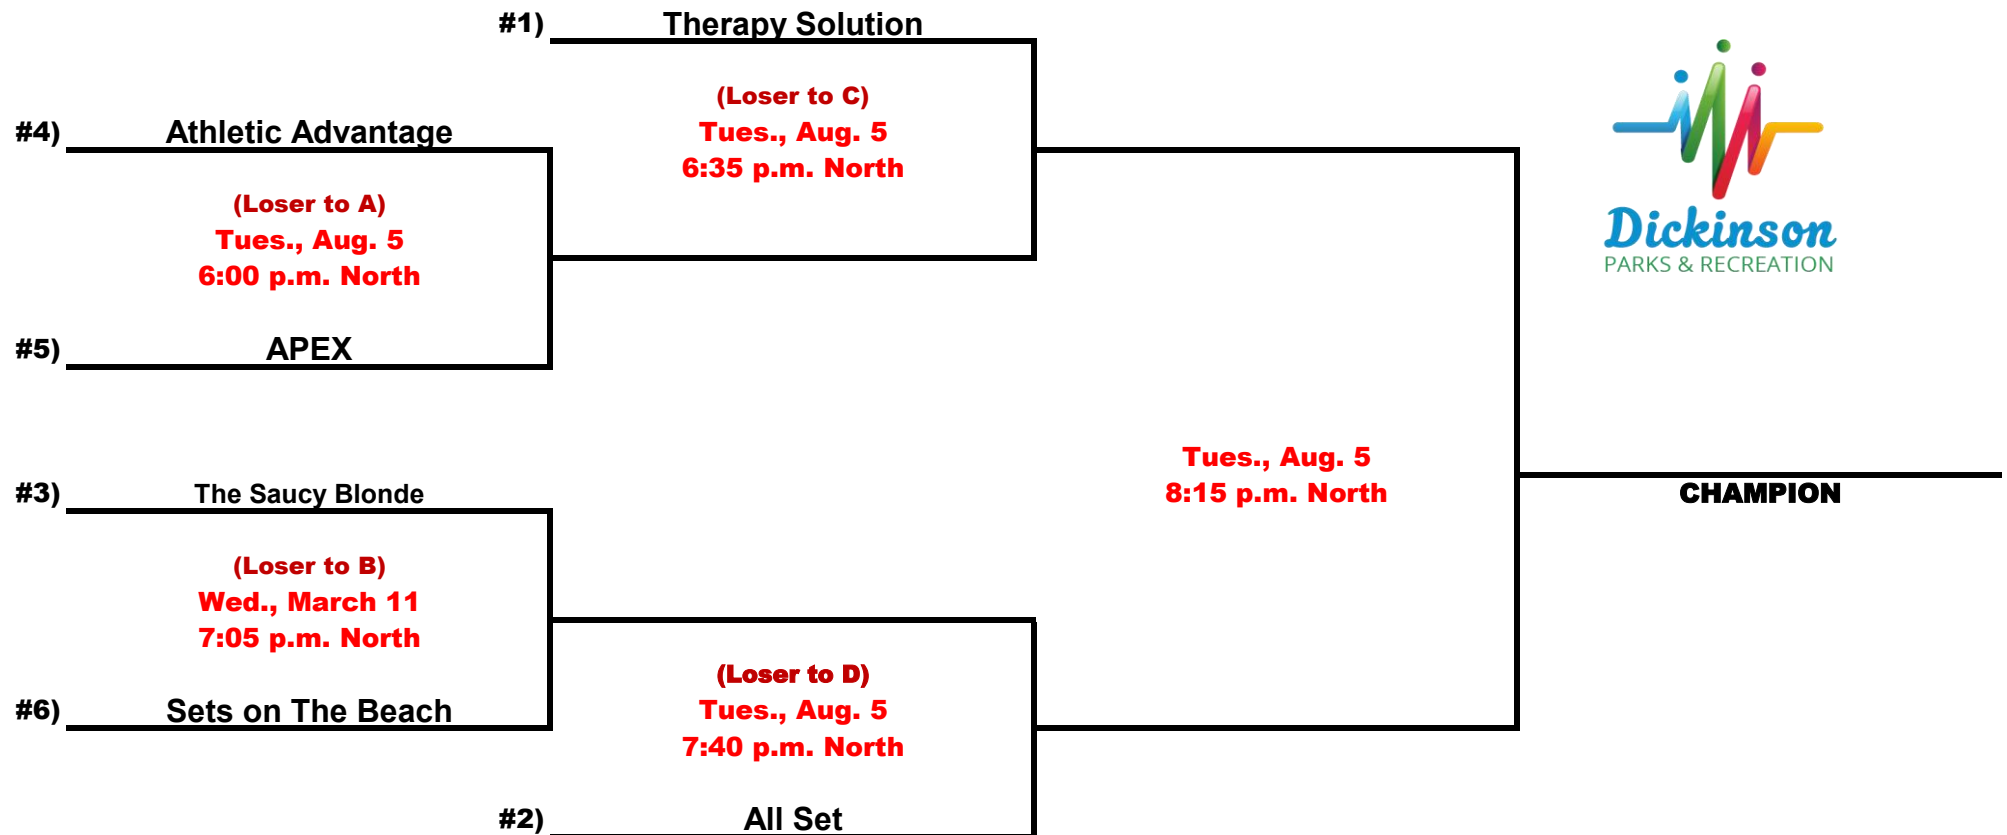 #1) Therapy Solution
(Loser to C)
Tues., Aug. 5
6:35 p.m. North
#4) Athletic Advantage
(Loser to A)
Tues., Aug. 5
6:00 p.m. North
#5) APEX
Dickinson
PARKS & RECREATION
Tues., Aug. 5
8:15 p.m. North
CHAMPION
#3) The Saucy Blonde
(Loser to B)
Wed., March 11
7:05 p.m. North
#6) Sets on The Beach
(Loser to D)
Tues., Aug. 5
7:40 p.m. North
#2) All Set